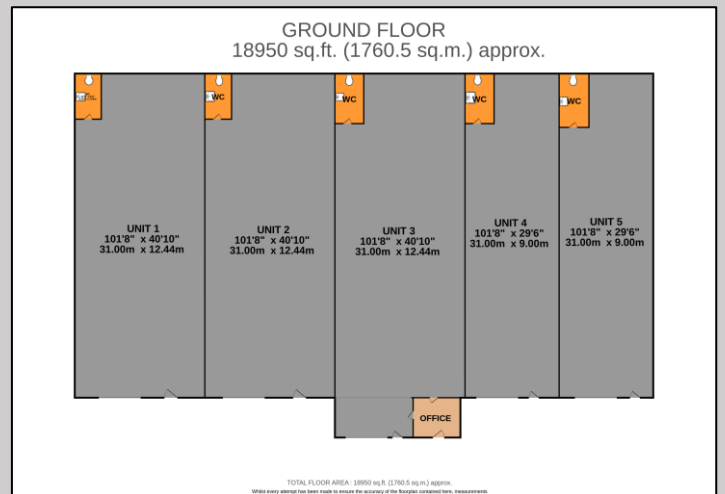 GROUND FLOOR
18950 sq.ft. (1760.5 sq.m.) approx.
WC
WC
WC
WC
UNIT 1
101'8" x 40'10"
31.00m x 12.44m
UNIT 2
101'8" x 40'10"
31.00m x 12.44m
UNIT 3
101'8" x 40'10"
31.00m x 12.44m
UNIT 4
101'8" x 29'6"
31.00m x 9.00m
UNIT 5
101'8" x 29'6"
31.00m x 9.00m
OFFICE
TOTAL FLOOR AREA : 18950 sq.ft. (1760.5 sq.m.) approx.
Whilst every attempt has been made to ensure the accuracy of the floorplan contained here, measurements